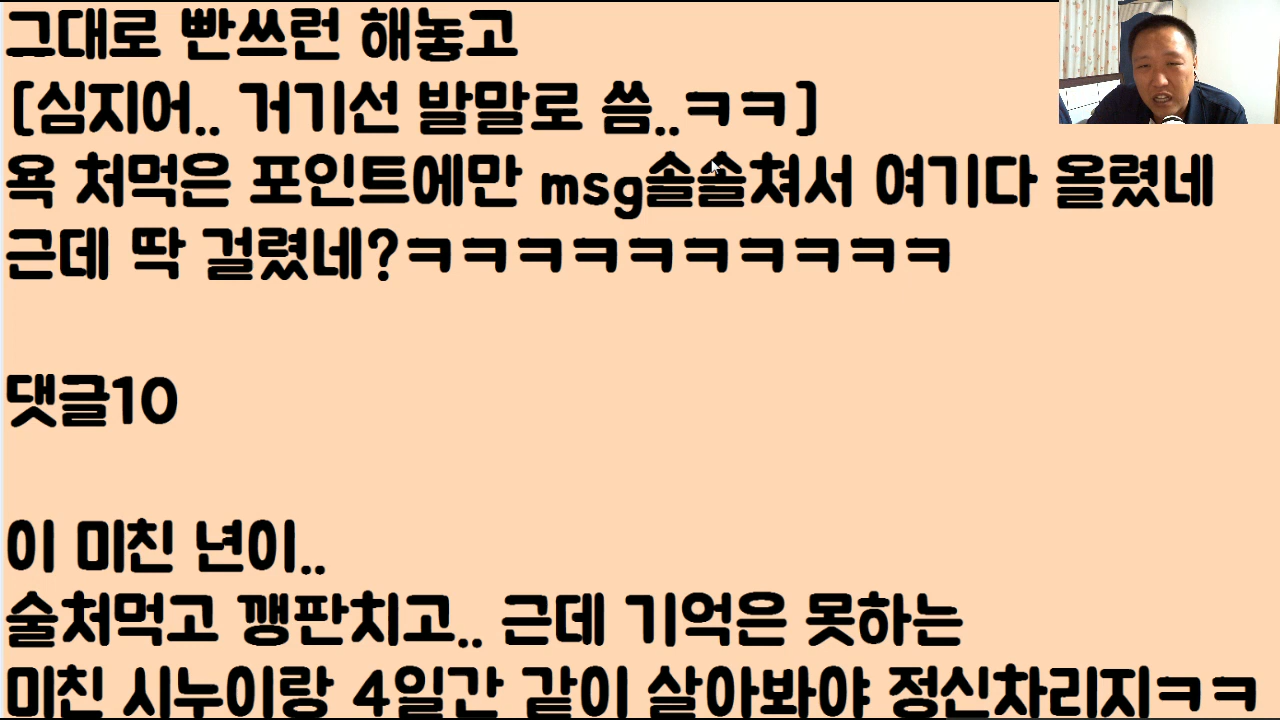 그대로 빤쓰런 해놓고
[심지어.. 거기선 발말로 씀..ㅋㅋ]
욕 처먹은 포인트에만 msg솔솔쳐서 여기다 올렸네
근데 딱 걸렸네?ㅋㅋㅋㅋㅋㅋㅋㅋㅋㅋ
댓글10
이 미친 년이..
술처먹고 깽판치고.. 근데 기억은 못하는
미친 시누이랑 4일간 같이 살아봐야 정신차리지ㅋㅋ